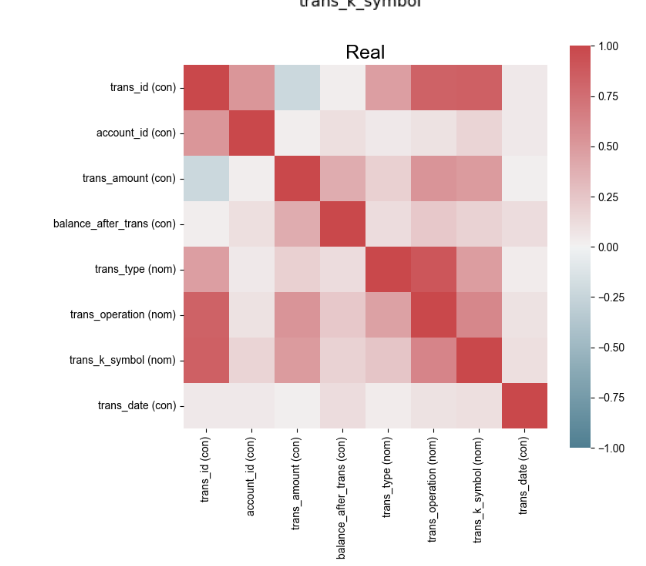 trans_k_symbol
Real
trans_id (con)
account_id (con)
trans_amount (con)
balance_after_trans (con)
trans_type (nom)
trans_operation (nom)
trans_k_symbol (nom)
trans_date (con)
1.00
0.75
0.50
0.25
0.00
−0.25
−0.50
−0.75
−1.00
trans_id (con)
account_id (con)
trans_amount (con)
balance_after_trans (con)
trans_type (nom)
trans_operation (nom)
trans_k_symbol (nom)
trans_date (con)